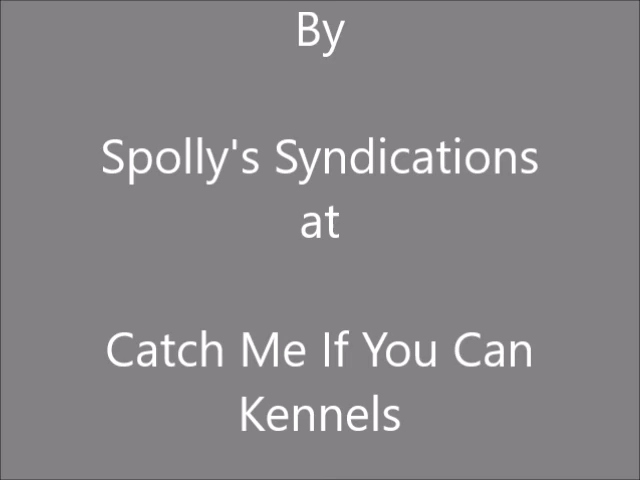 By
Spolly's Syndications
at
Catch Me If You Can
Kennels